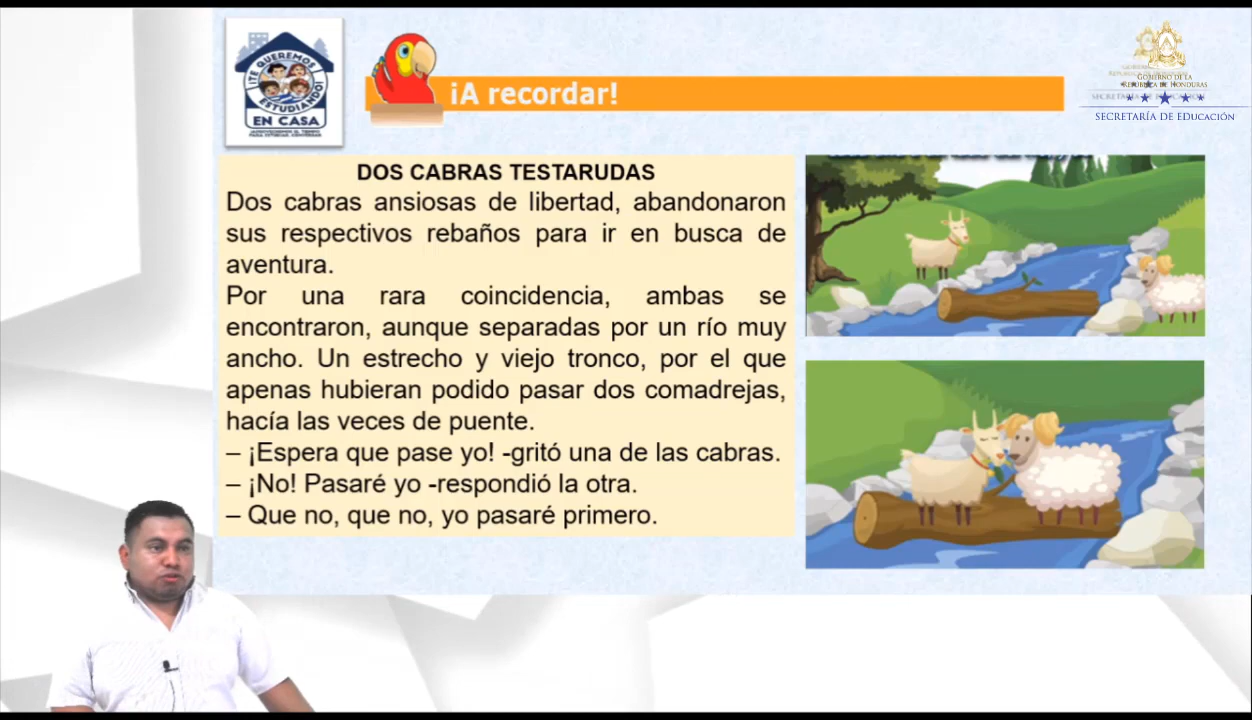 ¡TE QUEREMOS
ESTUDIANDO!
EN CASA
¡A recordar!
GOBIERNO DE LA
REPÚBLICA DE HONDURAS
SECRETARÍA DE EDUCACIÓN
DOS CABRAS TESTARUDAS
Dos cabras ansiosas de libertad, abandonaron
sus respectivos rebaños para ir en busca de
aventura.
Por una rara coincidencia, ambas se
encontraron, aunque separadas por un río muy
ancho. Un estrecho y viejo tronco, por el que
apenas hubieran podido pasar dos comadrejas,
hacía las veces de puente.
– ¡Espera que pase yo! -gritó una de las cabras.
– ¡No! Pasaré yo -respondió la otra.
– Que no, que no, yo pasaré primero.